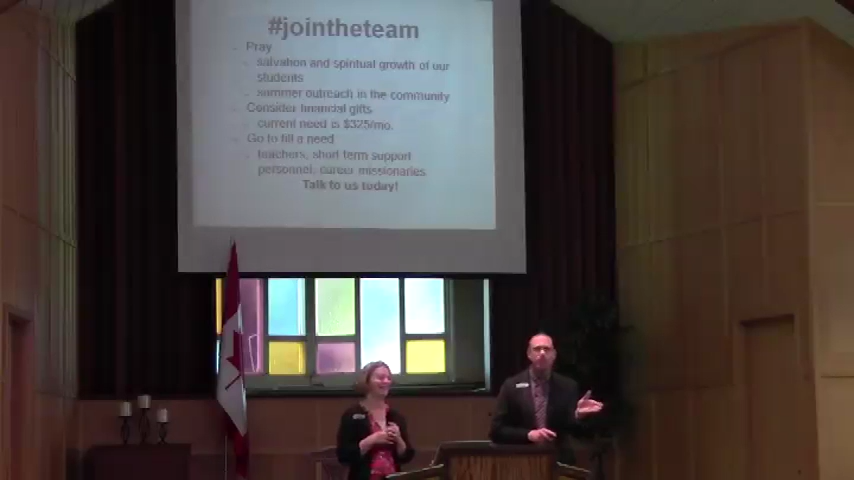 #jointheteam
- Pray
- salvation and spiritual growth of our
students
- summer outreach in the community
- Consider financial gifts
- current need is $325/mo.
- Go to fill a need
- teachers, short term support
personnel, career missionaries
Talk to us today!